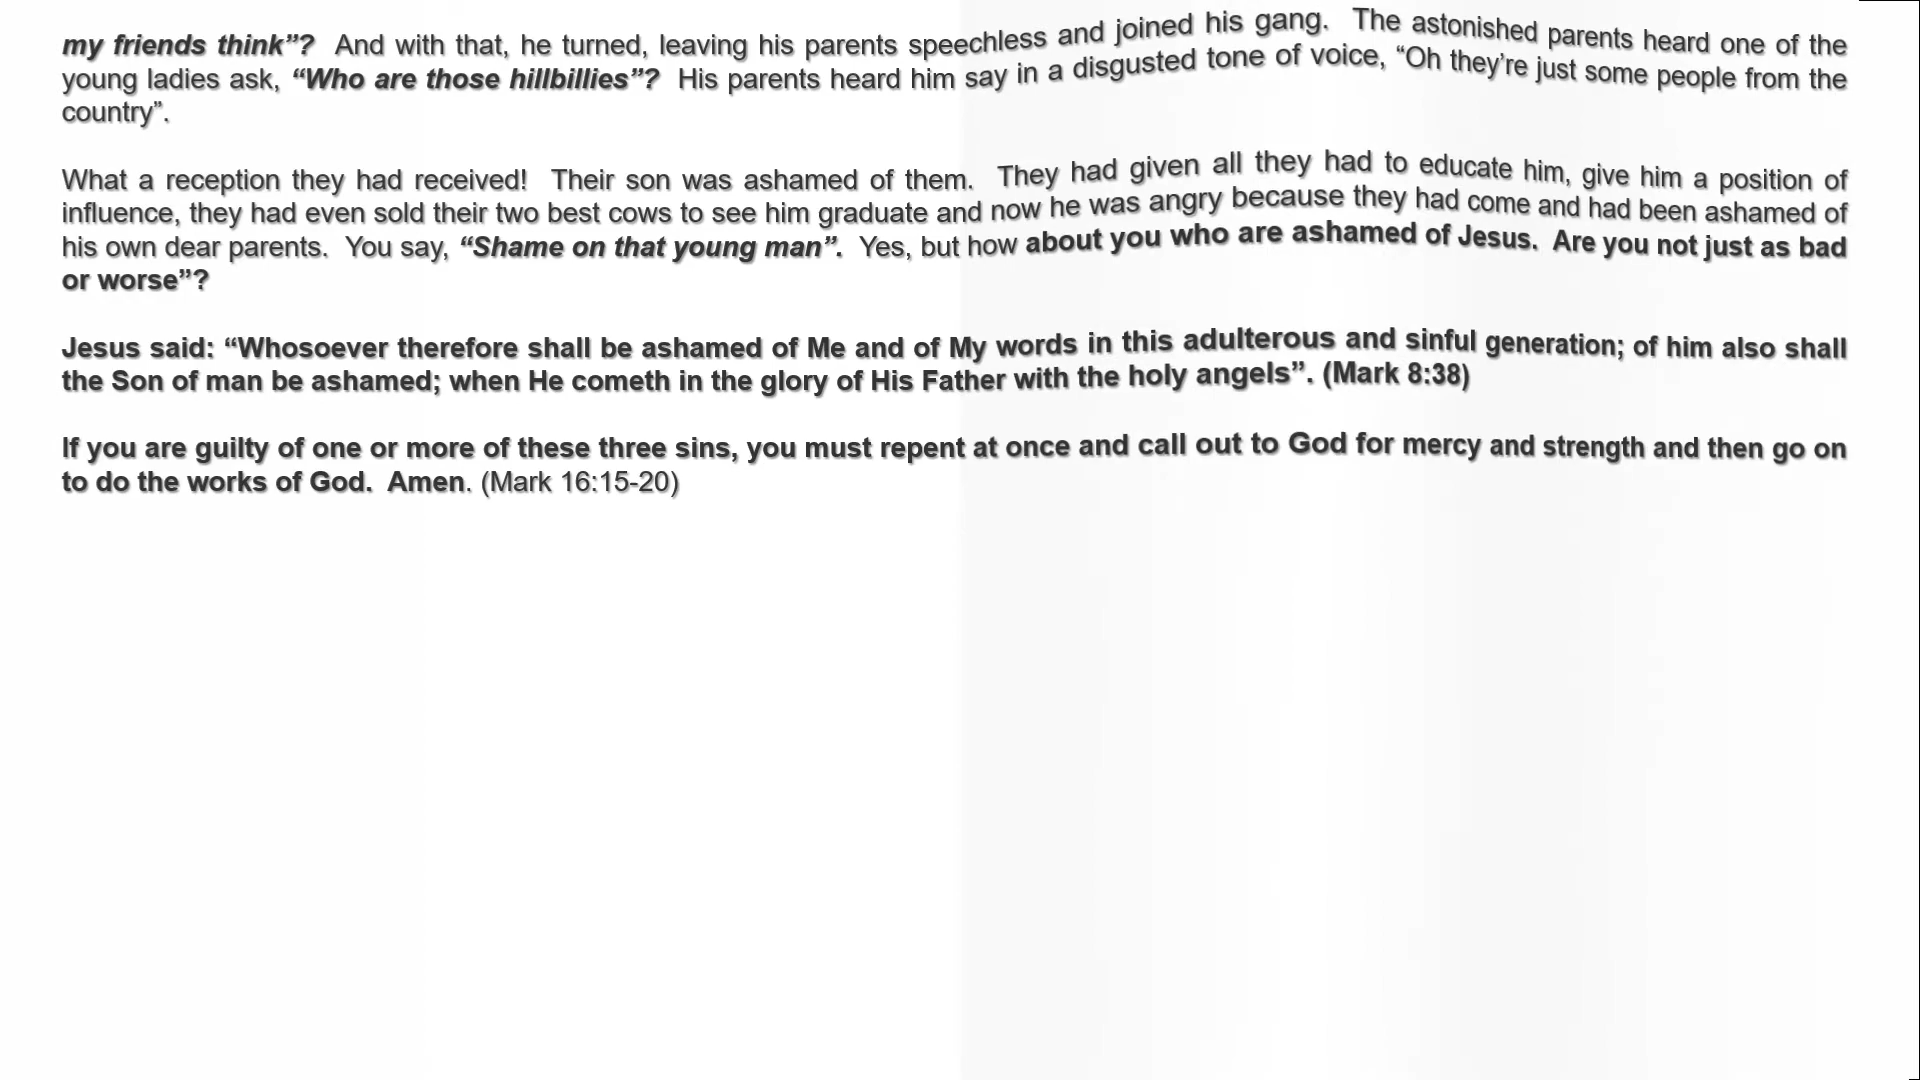 my friends think”? And with that, he turned, leaving his parents speechless and joined his gang. The astonished parents heard one of the
young ladies ask, “Who are those hillbillies”? His parents heard him say in a disgusted tone of voice, “Oh they’re just some people from the
country”.
What a reception they had received! Their son was ashamed of them. They had given all they had to educate him, give him a position of
influence, they had even sold their two best cows to see him graduate and now he was angry because they had come and had been ashamed of
his own dear parents. You say, “Shame on that young man”. Yes, but how about you who are ashamed of Jesus. Are you not just as bad
or worse”?
Jesus said: “Whosoever therefore shall be ashamed of Me and of My words in this adulterous and sinful generation; of him also shall
the Son of man be ashamed; when He cometh in the glory of His Father with the holy angels”. (Mark 8:38)
If you are guilty of one or more of these three sins, you must repent at once and call out to God for mercy and strength and then go on
to do the works of God. Amen. (Mark 16:15-20)